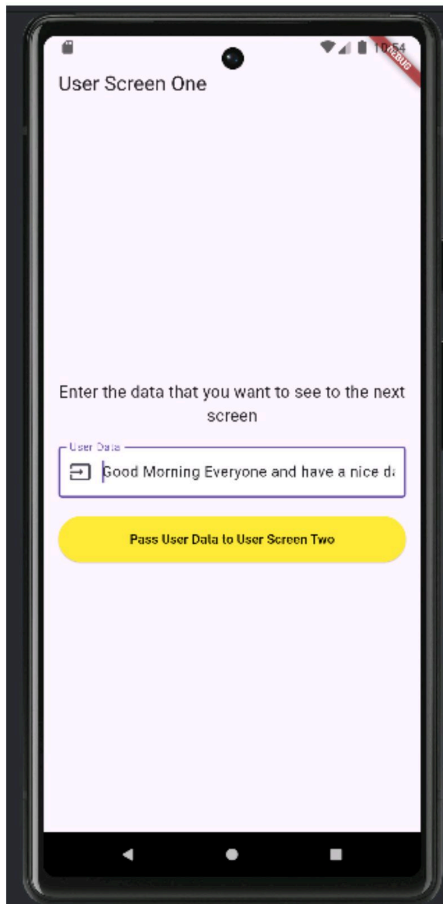 User Screen One
DEBUG
Enter the data that you want to see to the next
screen
User Data
Good Morning Everyone and have a nice
Pass User Data to User Screen Two